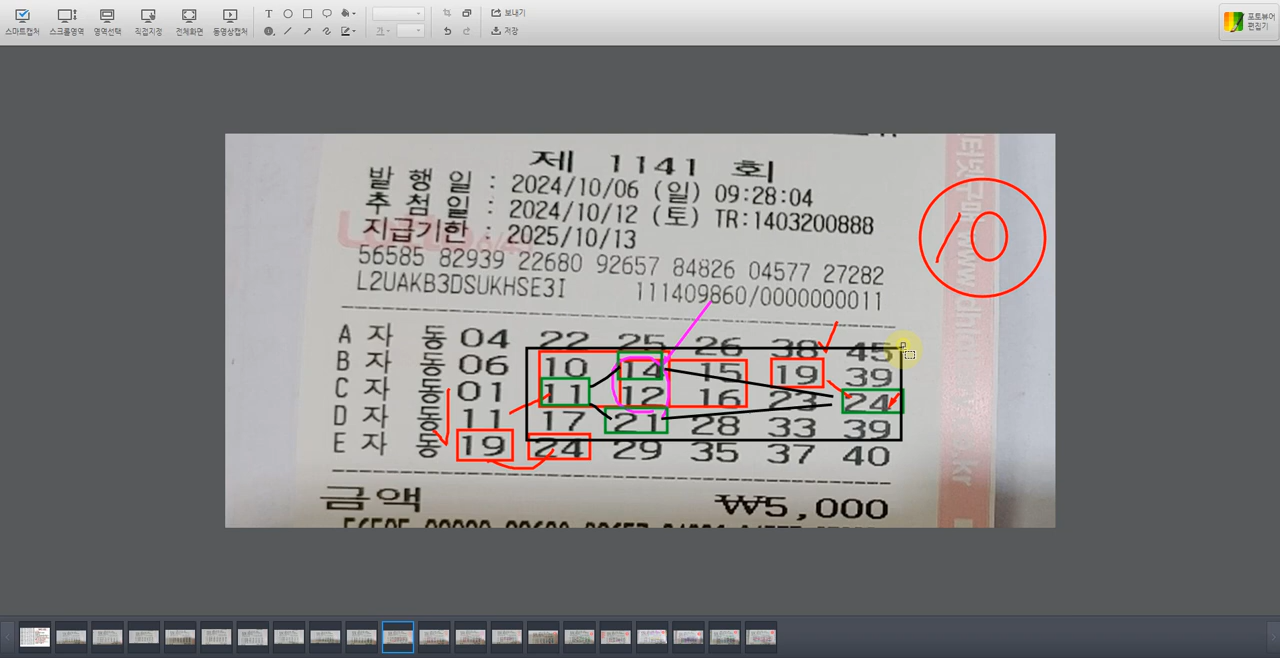 스마트캡처 스크롤영역 영역선택 직접지정 전체화면 동영상캡처 T 가 보내기 저장 포토뷰어 편집기
제 1141 회
발 행 일 : 2024/10/06 (일) 09:28:04
추 첨 일 : 2024/10/12 (토) TR:1403200888
지급기한 : 2025/10/13
56585 82939 22680 92657 84826 04577 27282
L2UAKB3DSUKHSE3I 111409860/0000000011
A 자 동 04 22 25 26 38 45
B 자 동 06 10 14 15 19 39
C 자 동 01 11 12 16 23 24
D 자 동 11 17 21 28 33 39
E 자 동 19 24 29 35 37 40
금액 ₩5,000
10